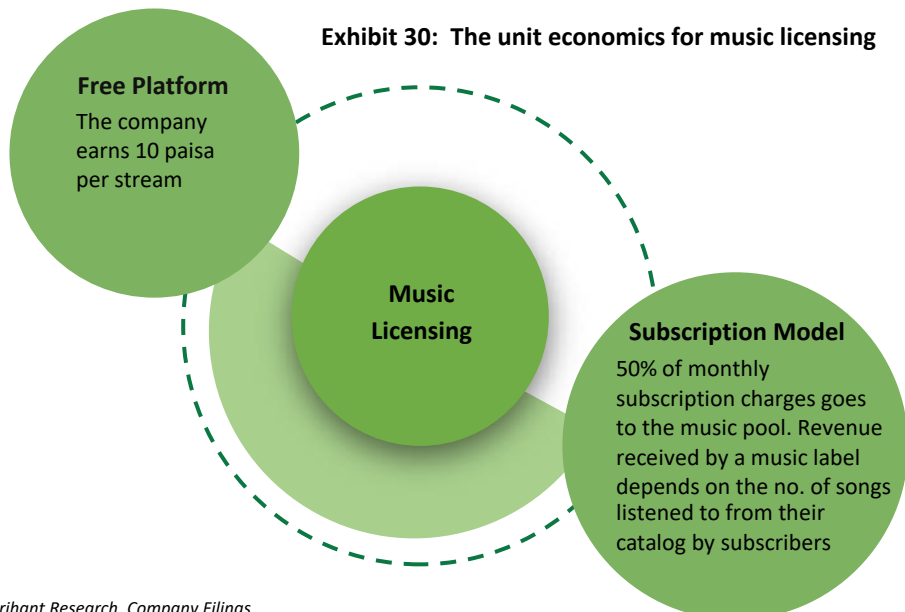 Exhibit 30: The unit economics for music licensing
Free Platform
The company
earns 10 paisa
per stream
Music
Licensing
Subscription Model
50% of monthly
subscription charges goes
to the music pool. Revenue
received by a music label
depends on the no. of songs
listened to from their
catalog by subscribers
rihant Research, Company Filings